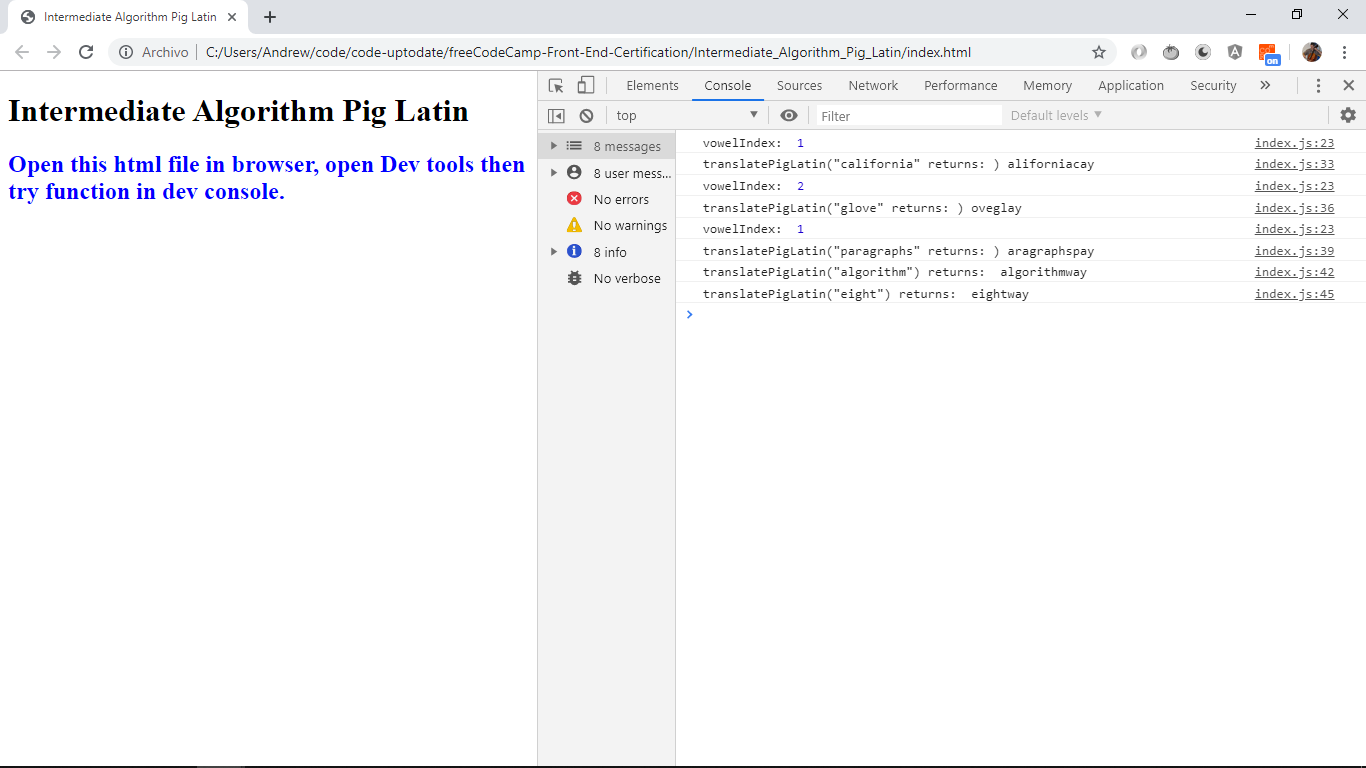 Intermediate Algorithm Pig Latin
Archivo C:/Users/Andrew/code/code-uptodate/freeCodeCamp-Front-End-Certification/Intermediate_Algorithm_Pig_Latin/index.html
on
Intermediate Algorithm Pig Latin
Open this html file in browser, open Dev tools then
try function in dev console.
Elements Console Sources Network Performance Memory Application Security
top Filter Default levels
8 messages
8 user mess...
No errors
No warnings
8 info
No verbose
vowelIndex: 1 index.js:23
translatePigLatin("california" returns: ) aliforniacay index.js:33
vowelIndex: 2 index.js:23
translatePigLatin("glove" returns: ) oveglay index.js:36
vowelIndex: 1 index.js:23
translatePigLatin("paragraphs" returns: ) aragraphspay index.js:39
translatePigLatin("algorithm") returns: algorithmway index.js:42
translatePigLatin("eight") returns: eightway index.js:45